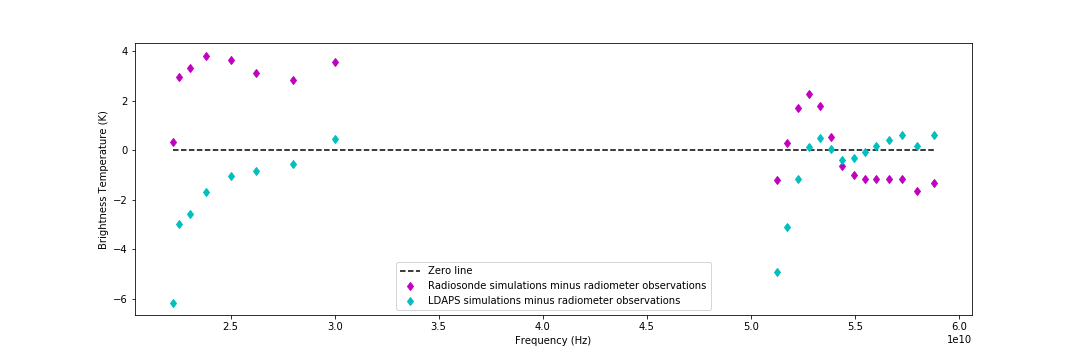 4
2
0
−2
−4
−6
Brightness Temperature (K)
Zero line
Radiosonde simulations minus radiometer observations
LDAPS simulations minus radiometer observations
2.5 3.0 3.5 4.0 4.5 5.0 5.5 6.0
1e10
Frequency (Hz)